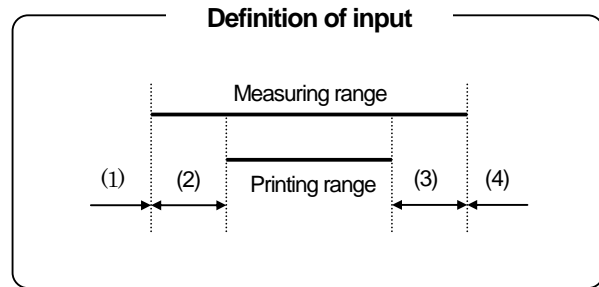 Definition of input
Measuring range
(1) (2) Printing range (3) (4)